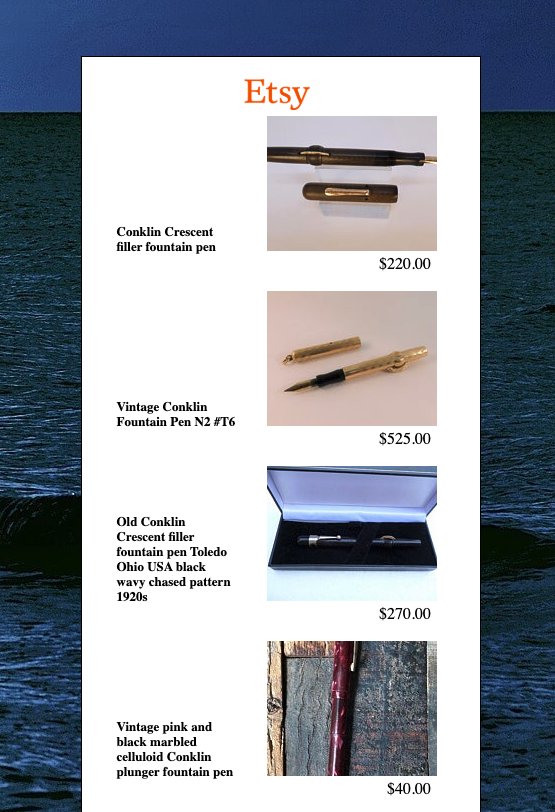 Etsy
Conklin Crescent
filler fountain pen
$220.00
Vintage Conklin
Fountain Pen N2 #T6
$525.00
Old Conklin
Crescent filler
fountain pen Toledo
Ohio USA black
wavy chased pattern
1920s
$270.00
Vintage pink and
black marbled
celluloid Conklin
plunger fountain pen
$40.00